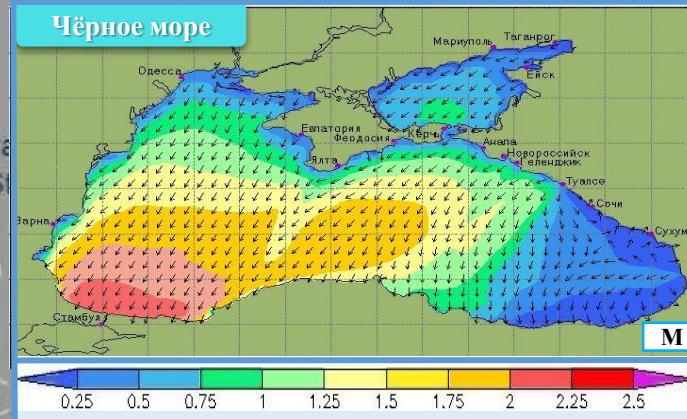 Чёрное море
Таганрог
Мариуполь
Ейск
Одесса
Евпатория
Керчь
Феодосия
Анапа
Новороссийск
Ялта
Геленджик
Туапсе
Сочи
Варна
Сухум
Стамбул
М
0.25 0.5 0.75 1 1.25 1.5 1.75 2 2.25 2.5